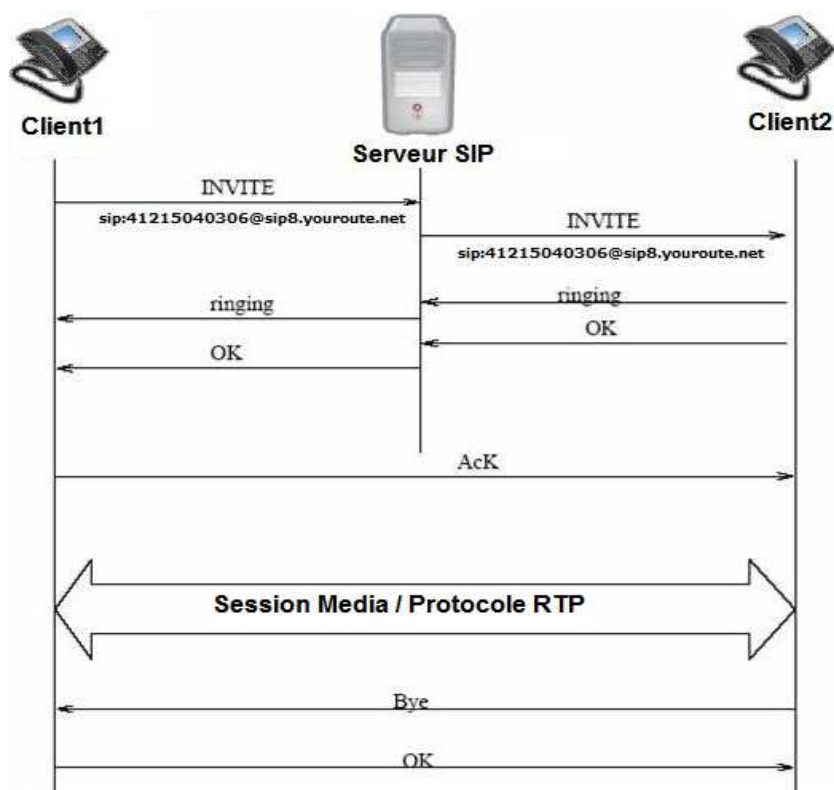 Client1
Serveur SIP
Client2
INVITE
sip:41215040306@sip8.youroute.net
INVITE
sip:41215040306@sip8.youroute.net
ringing
ringing
OK
OK
AcK
Session Media / Protocole RTP
Bye
OK